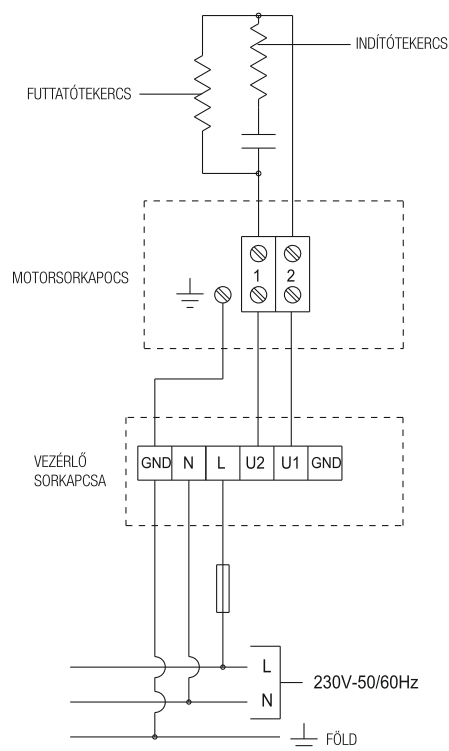 INDÍTÓTEKERCS
FUTTATÓTEKERCS
MOTORSORKAPOCS
1 2
VEZÉRLŐ
SORKAPCSA
GND N L U2 U1 GND
L
N
230V-50/60Hz
FÖLD